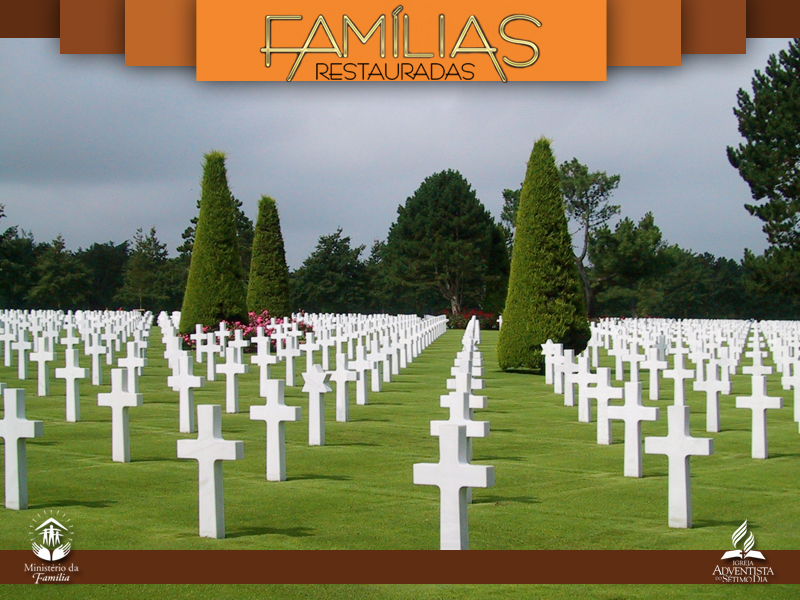 FAMÍLIAS
RESTAURADAS
Ministério da
Família
IGREJA
ADVENTISTA
DO SÉTIMO DIA